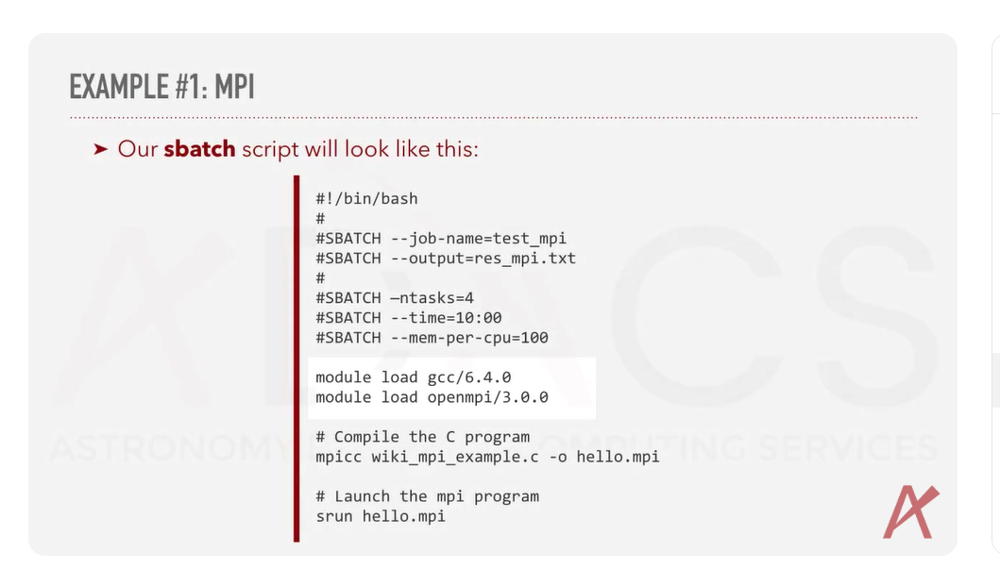 EXAMPLE #1: MPI
➤ Our sbatch script will look like this:
#!/bin/bash
#
#SBATCH --job-name=test_mpi
#SBATCH --output=res_mpi.txt
#
#SBATCH —ntasks=4
#SBATCH --time=10:00
#SBATCH --mem-per-cpu=100
module load gcc/6.4.0
module load openmpi/3.0.0
# Compile the C program
mpicc wiki_mpi_example.c -o hello.mpi
# Launch the mpi program
srun hello.mpi
ASTRONOMY
COMPUTING SERVICES